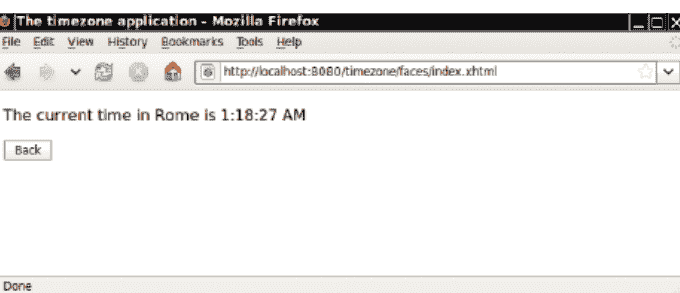 The timezone application - Mozilla Firefox
File Edit View History Bookmarks Tools Help
http://localhost:8080/timezone/faces/index.xhtml
The current time in Rome is 1:18:27 AM
Back
Done